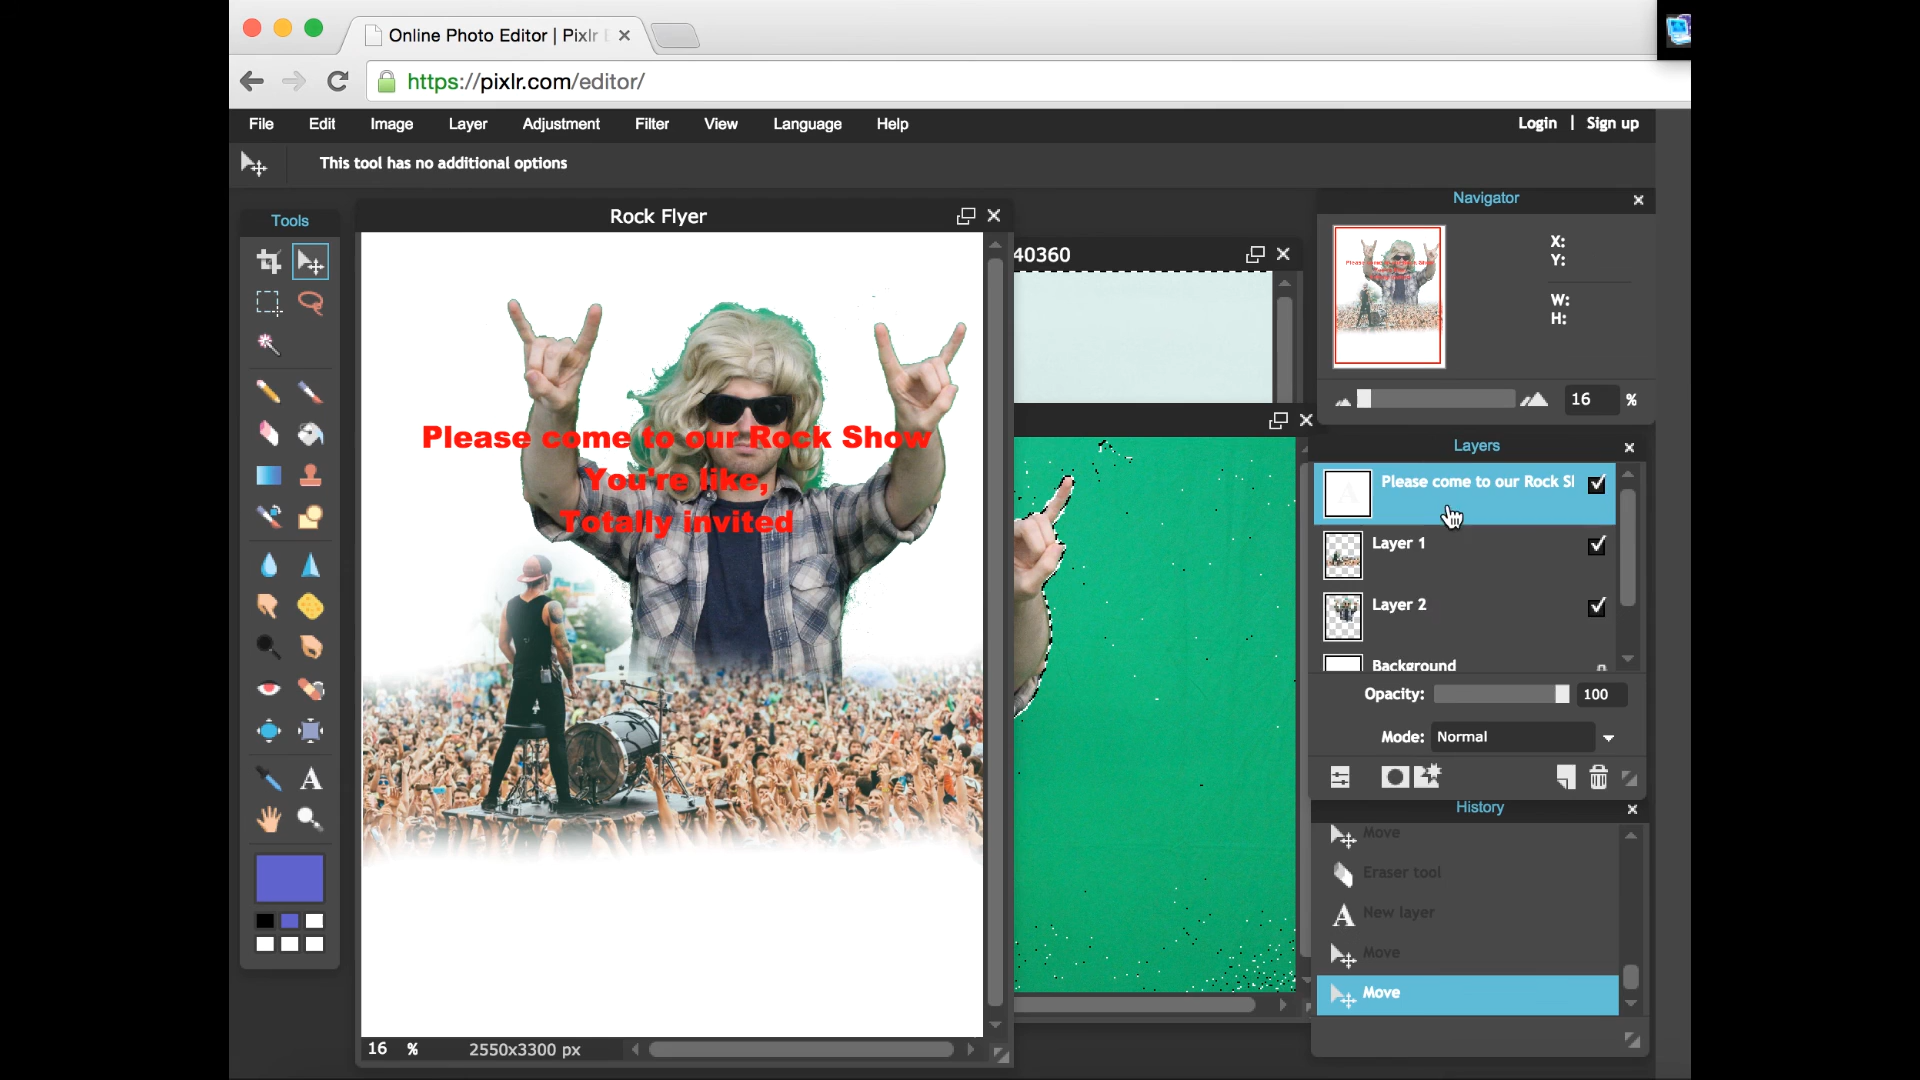 Online Photo Editor | Pixlr
https://pixlr.com/editor/
File Edit Image Layer Adjustment Filter View Language Help
Login | Sign up
This tool has no additional options
Tools
Rock Flyer
40360
Please come to our Rock Show
You're like,
Totally invited
16 %
2550x3300 px
Navigator
X:
Y:
W:
H:
16 %
Layers
Please come to our Rock
Layer 1
Layer 2
Background
Opacity: 100
Mode: Normal
History
Move
Eraser tool
New layer
Move
Move